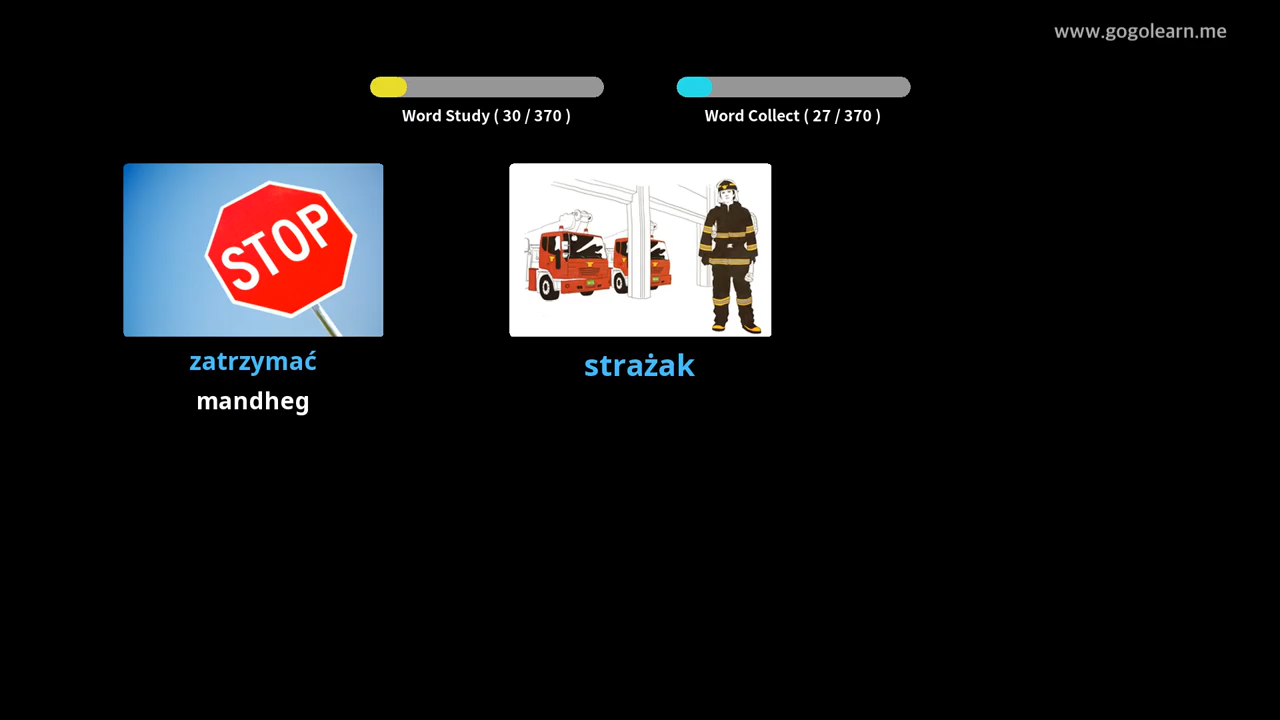 www.gogolearn.me
Word Study ( 30 / 370 )
Word Collect ( 27 / 370 )
STOP
zatrzymać
mandheg
strażak